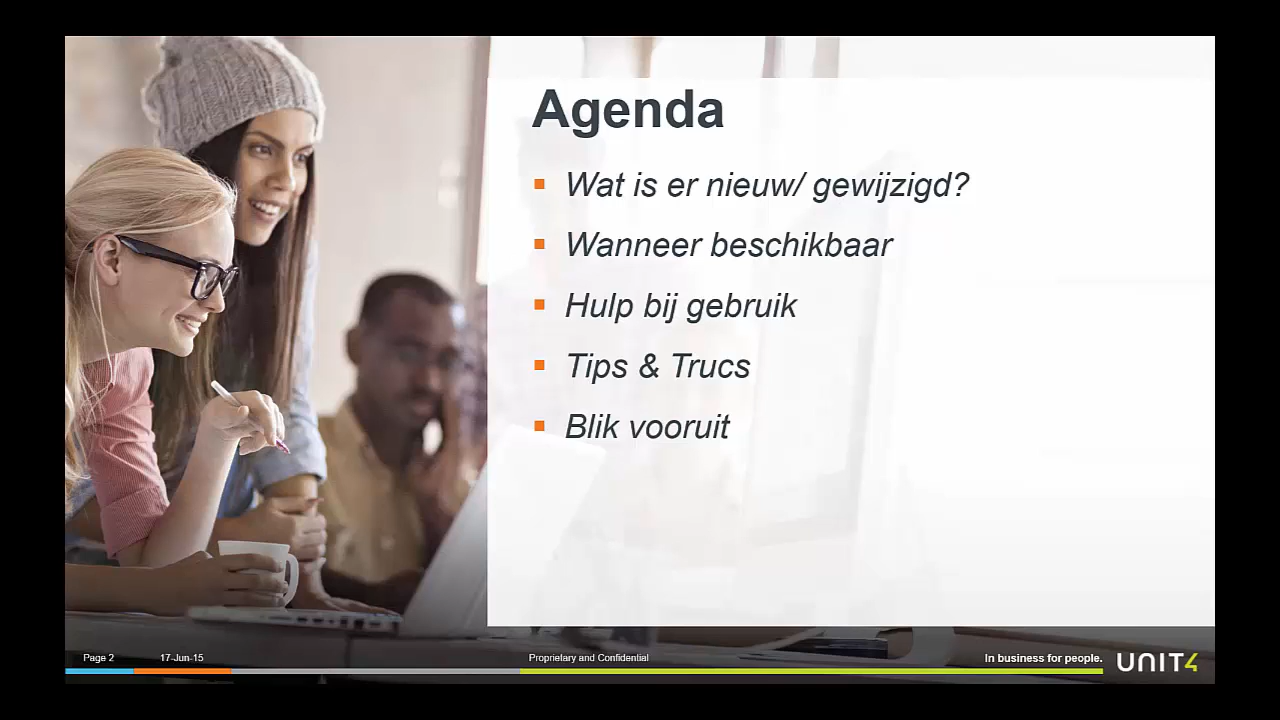 Agenda
Wat is er nieuw/ gewijzigd?
Wanneer beschikbaar
Hulp bij gebruik
Tips & Trucs
Blik vooruit
Page 2 17-Jun-15 Proprietary and Confidential In business for people. UNIT4